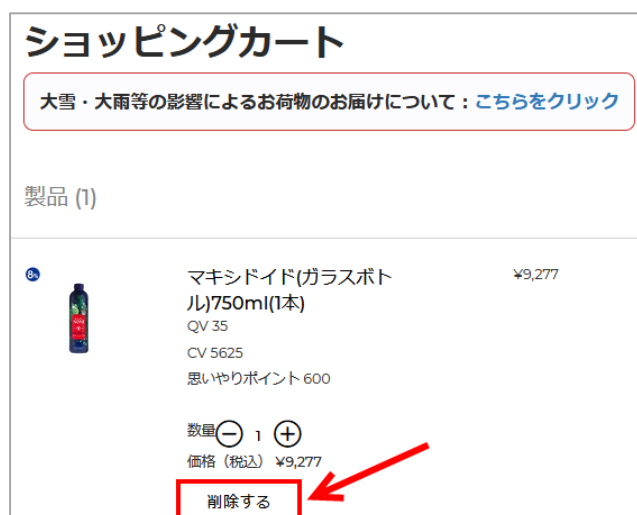 ショッピングカート
大雪・大雨等の影響によるお荷物のお届けについて：こちらをクリック
製品 (1)
8%
マキシドイド(ガラスボト
ル)750ml(1本)
¥9,277
QV 35
CV 5625
思いやりポイント 600
数量 1
価格（税込） ¥9,277
削除する